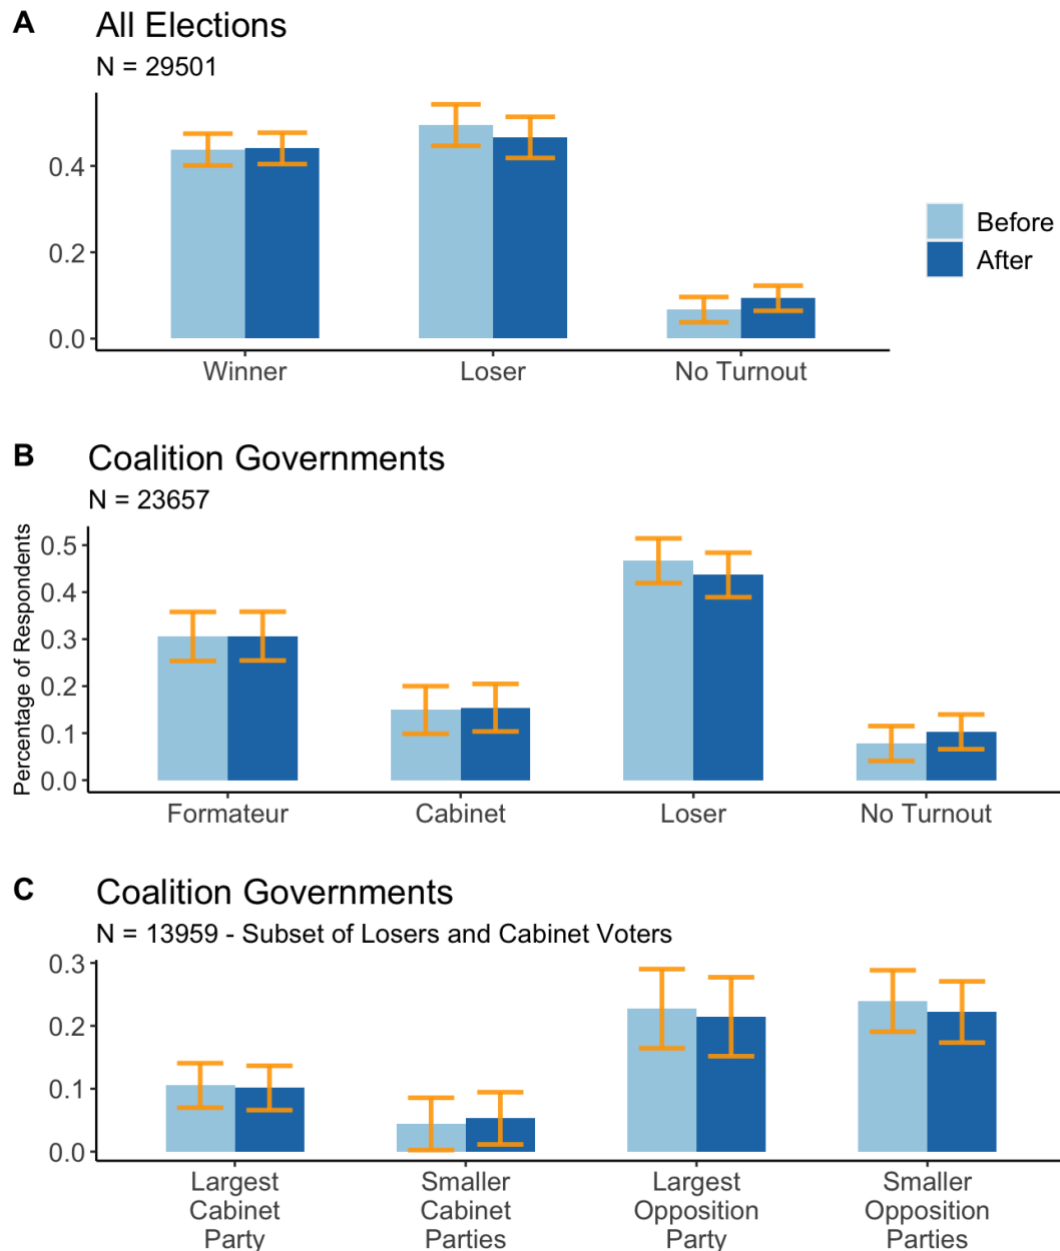 A
All Elections
N = 29501
0.4
0.2
0.0
Winner
Loser
No Turnout
Before
After
B
Coalition Governments
N = 23657
Percentage of Respondents
0.5
0.4
0.3
0.2
0.1
0.0
Formateur
Cabinet
Loser
No Turnout
C
Coalition Governments
N = 13959 - Subset of Losers and Cabinet Voters
0.3
0.2
0.1
0.0
Largest
Cabinet
Party
Smaller
Cabinet
Parties
Largest
Opposition
Party
Smaller
Opposition
Parties